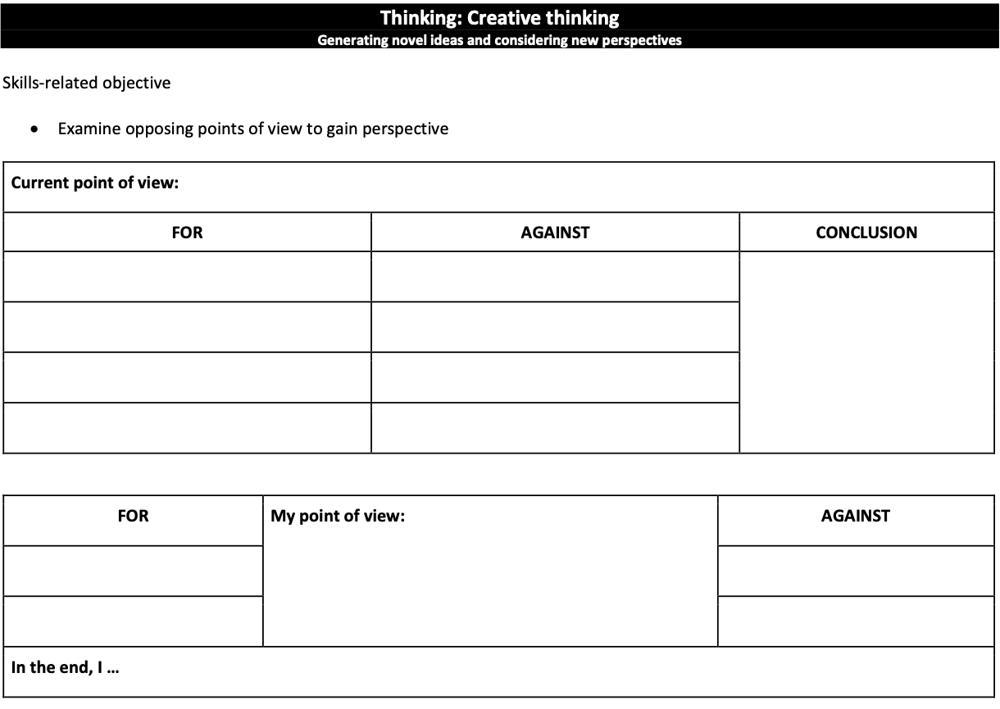 Thinking: Creative thinking
Generating novel ideas and considering new perspectives
Skills-related objective
• Examine opposing points of view to gain perspective
Current point of view:
FOR AGAINST CONCLUSION
FOR My point of view: AGAINST
In the end, I ...